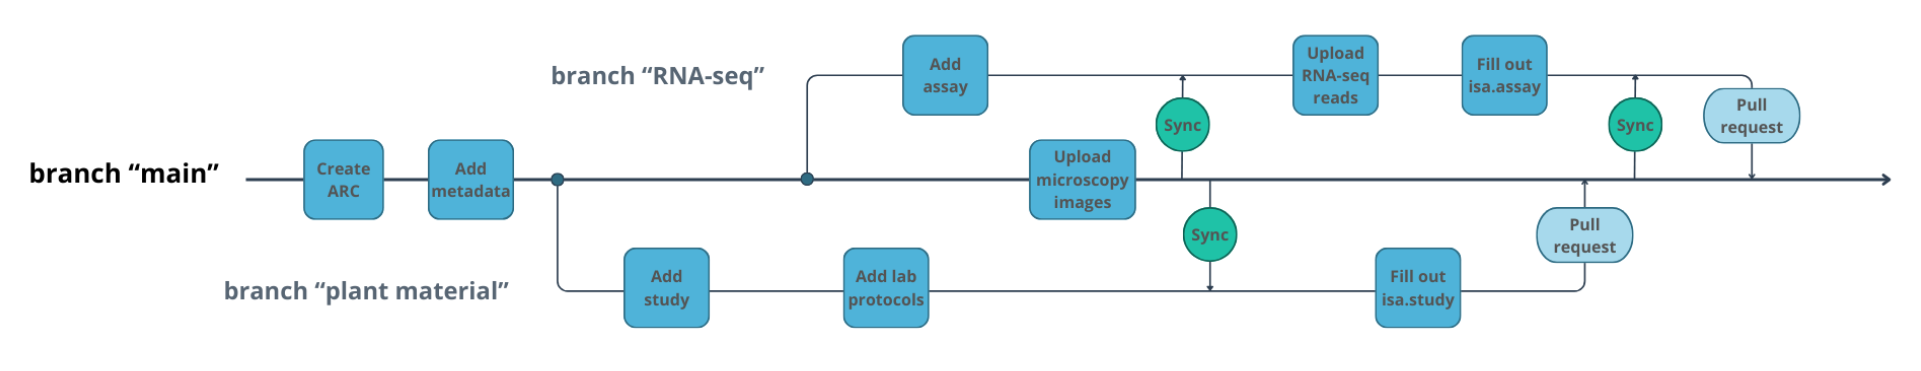 branch “RNA-seq”
Add
assay
Upload
RNA-seq
reads
Fill out
isa.assay
Sync
Sync
Pull
request
branch “main”
Create
ARC
Add
metadata
Upload
microscopy
images
Sync
Pull
request
branch “plant material”
Add
study
Add lab
protocols
Fill out
isa.study